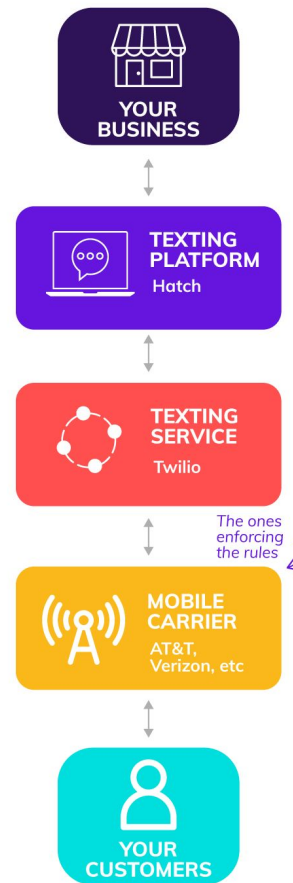 YOUR
BUSINESS
TEXTING
PLATFORM
Hatch
TEXTING
SERVICE
Twilio
The ones
enforcing
the rules
MOBILE
CARRIER
AT&T,
Verizon, etc
YOUR
CUSTOMERS